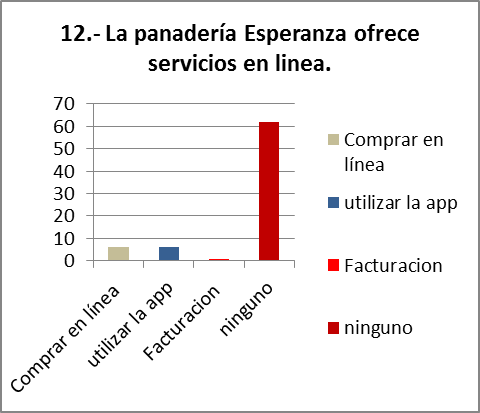 12.- La panadería Esperanza ofrece
servicios en linea.
70
60
50
40
30
20
10
0
Comprar en línea
utilizar la app
Facturacion
ninguno
Comprar en
línea
utilizar la app
Facturacion
ninguno